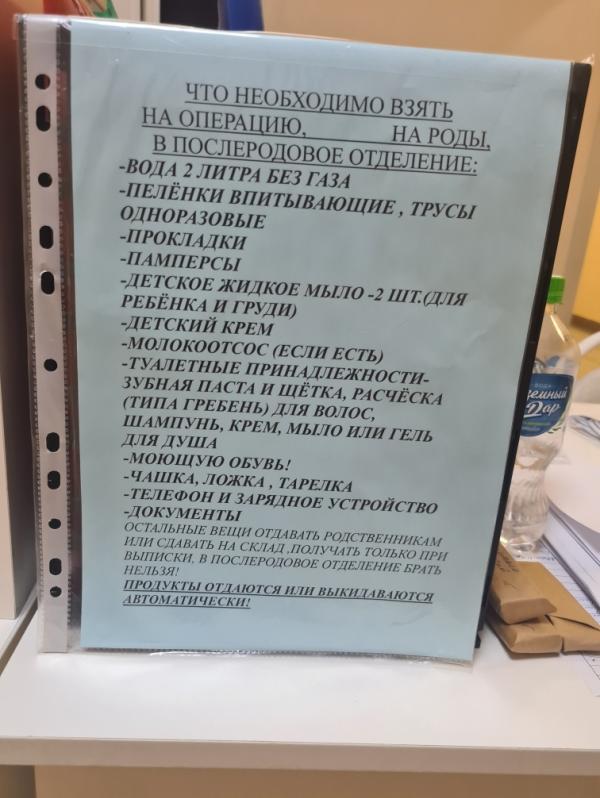 ЧТО НЕОБХОДИМО ВЗЯТЬ
НА ОПЕРАЦИЮ, НА РОДЫ,
В ПОСЛЕРОДОВОЕ ОТДЕЛЕНИЕ:
-ВОДА 2 ЛИТРА БЕЗ ГАЗА
-ПЕЛЁНКИ ВПИТЫВАЮЩИЕ , ТРУСЫ
ОДНОРАЗОВЫЕ
-ПРОКЛАДКИ
-ПАМПЕРСЫ
-ДЕТСКОЕ ЖИДКОЕ МЫЛО -2 ШТ.(ДЛЯ
РЕБЁНКА И ГРУДИ)
-ДЕТСКИЙ КРЕМ
-МОЛОКООТСОС (ЕСЛИ ЕСТЬ)
-ТУАЛЕТНЫЕ ПРИНАДЛЕЖНОСТИ-
ЗУБНАЯ ПАСТА И ЩЁТКА, РАСЧЁСКА
(ТИПА ГРЕБЕНЬ) ДЛЯ ВОЛОС,
ШАМПУНЬ, КРЕМ, МЫЛО ИЛИ ГЕЛЬ
ДЛЯ ДУША
-МОЮЩУЮ ОБУВЬ!
-ЧАШКА, ЛОЖКА , ТАРЕЛКА
-ТЕЛЕФОН И ЗАРЯДНОЕ УСТРОЙСТВО
-ДОКУМЕНТЫ
ОСТАЛЬНЫЕ ВЕЩИ ОТДАВАТЬ РОДСТВЕННИКАМ
ИЛИ СДАВАТЬ НА СКЛАД ,ПОЛУЧАТЬ ТОЛЬКО ПРИ
ВЫПИСКИ, В ПОСЛЕРОДОВОЕ ОТДЕЛЕНИЕ БРАТЬ
НЕЛЬЗЯ!
ПРОДУКТЫ ОТДАЮТСЯ ИЛИ ВЫКИДАВАЮТСЯ
АВТОМАТИЧЕСКИ!
ВОДА
Дар